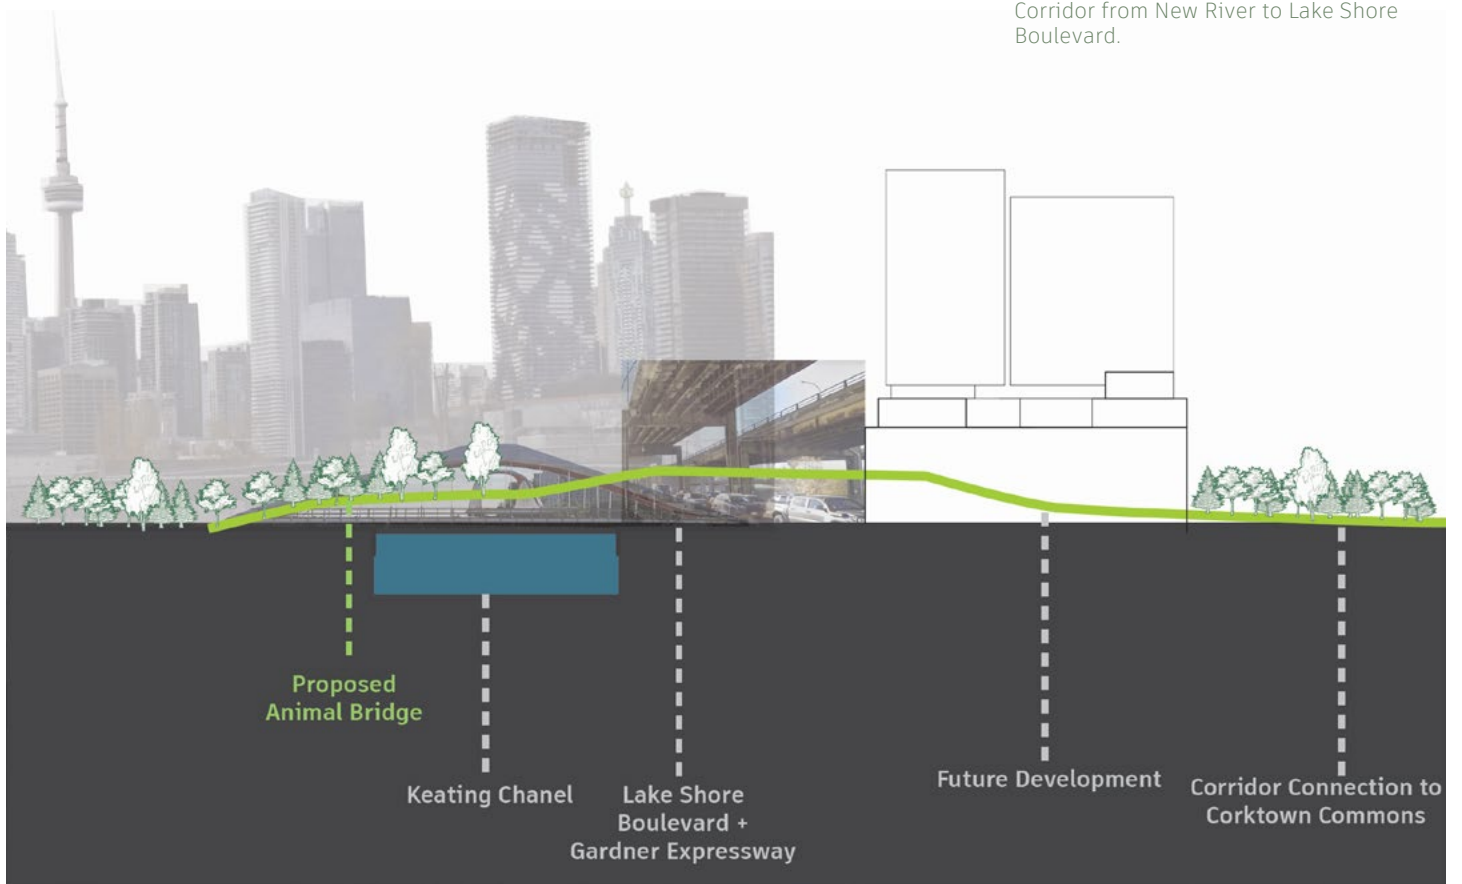 Corridor from New River to Lake Shore
Boulevard.
Proposed
Animal Bridge
Keating Chanel
Lake Shore
Boulevard +
Gardner Expressway
Future Development
Corridor Connection to
Corktown Commons